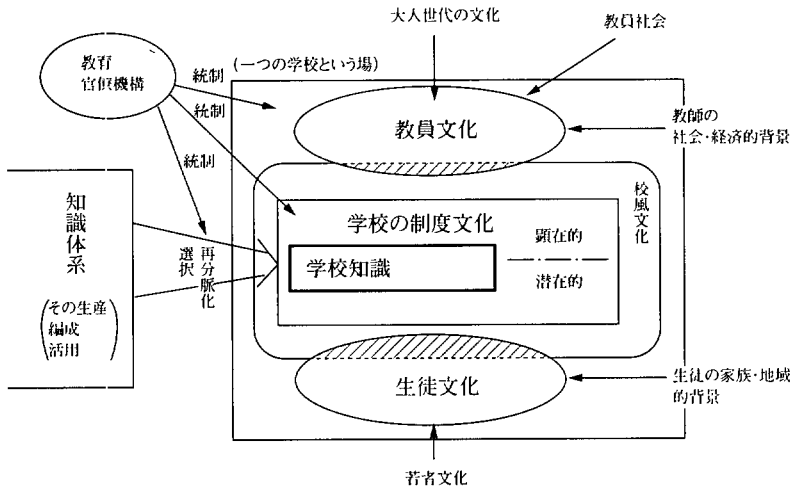 大人世代の文化
教員社会
教育
官僚機構
(一つの学校という場)
統制
統制
統制
教員文化
教師の
社会・経済的背景
知識体系
(その生産
編成
活用)
選択
再分脈化
学校の制度文化
学校知識
顕在的
潜在的
校風文化
生徒文化
生徒の家族・地域
的背景
若者文化